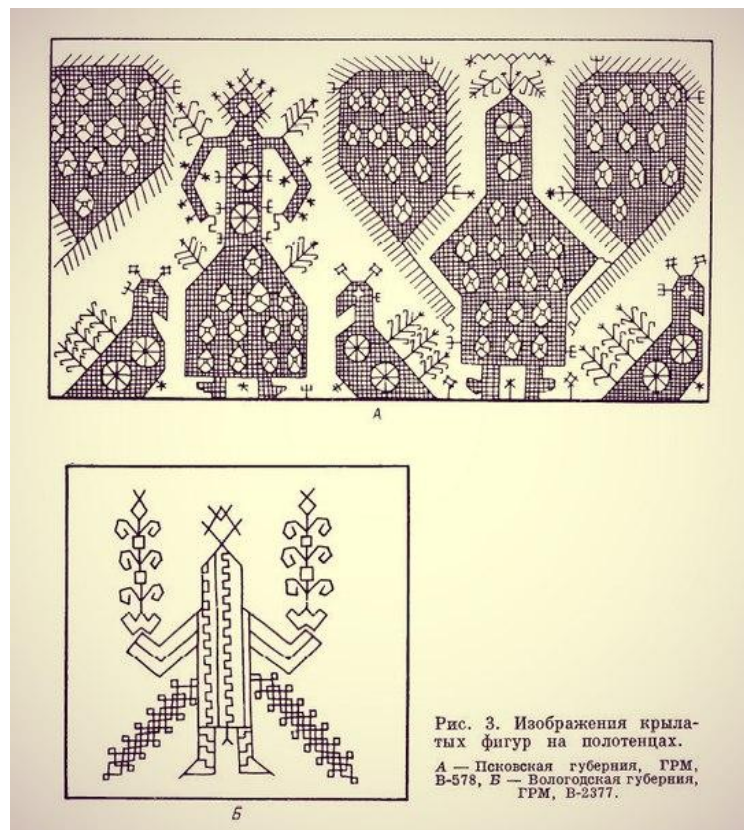 А
Б
Рис. 3. Изображения крыла-
тых фигур на полотенцах.
А — Псковская губерния, ГРМ,
В-578, Б — Вологодская губерния,
ГРМ, В-2377.